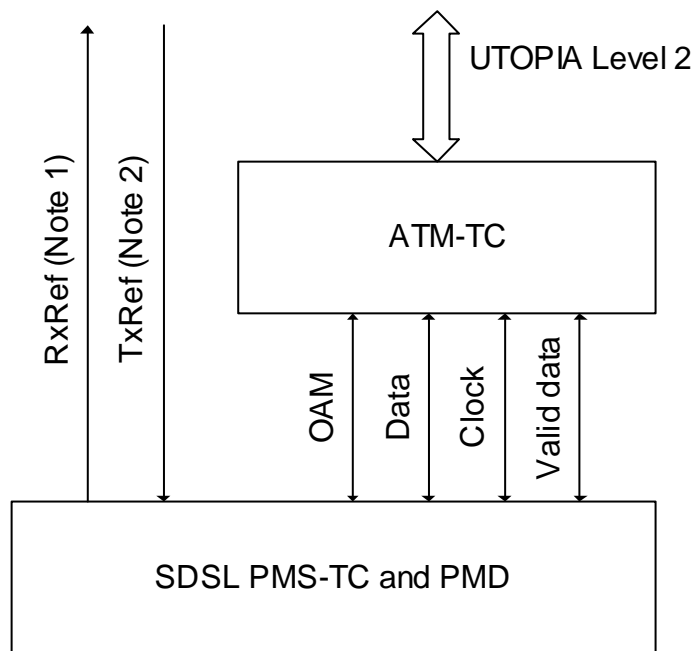 UTOPIA Level 2
RxRef (Note 1)
TxRef (Note 2)
ATM-TC
OAM
Data
Clock
Valid data
SDSL PMS-TC and PMD